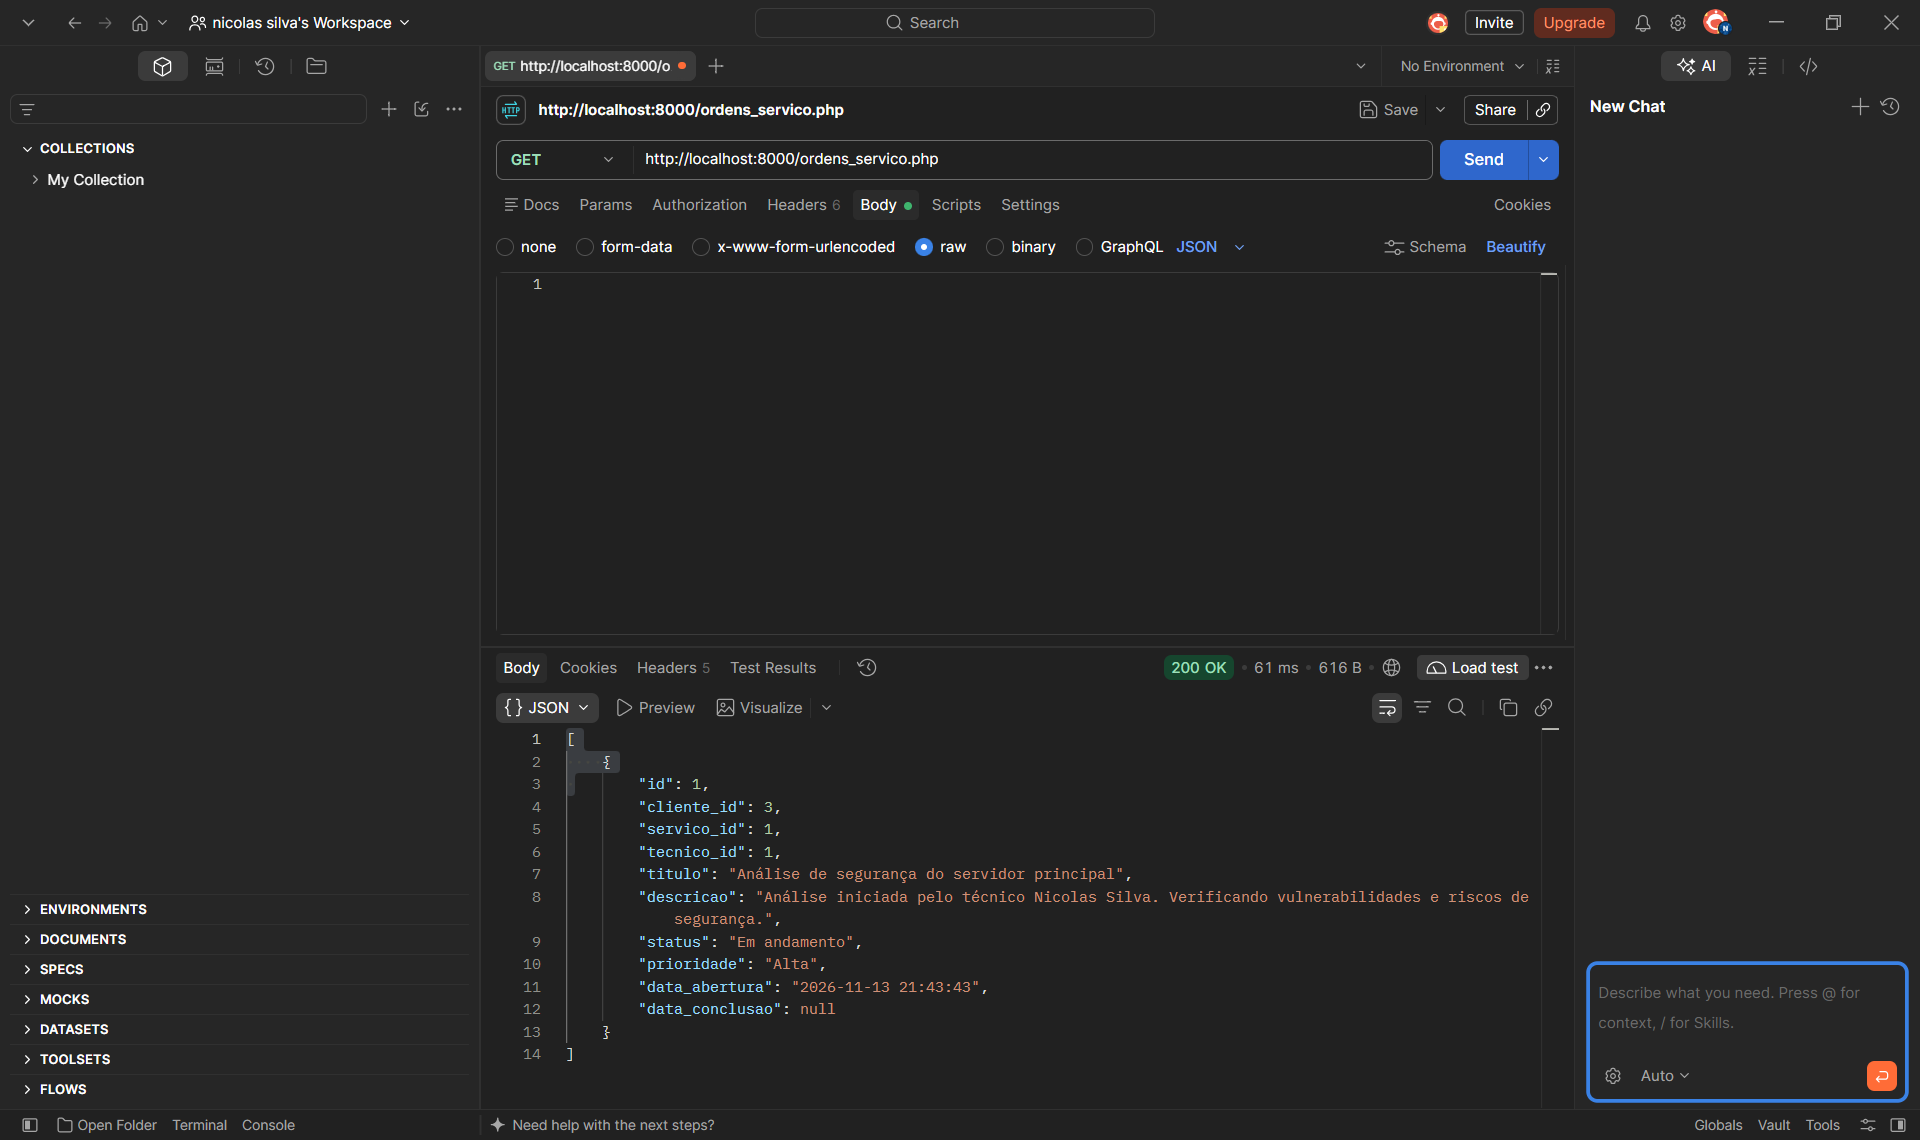 nicolas silva's Workspace
Search
Invite
Upgrade
N
GET http://localhost:8000/o
No Environment
AI
HTTP
http://localhost:8000/ordens_servico.php
Save
Share
New Chat
COLLECTIONS
My Collection
GET
http://localhost:8000/ordens_servico.php
Send
Docs
Params
Authorization
Headers 6
Body
Scripts
Settings
Cookies
none
form-data
x-www-form-urlencoded
raw
binary
GraphQL
JSON
Schema
Beautify
1
Body
Cookies
Headers 5
Test Results
200 OK
61 ms
616 B
Load test
{} JSON
Preview
Visualize
1 [
2 {
3 "id": 1,
4 "cliente_id": 3,
5 "servico_id": 1,
6 "tecnico_id": 1,
7 "titulo": "Análise de segurança do servidor principal",
8 "descricao": "Análise iniciada pelo técnico Nicolas Silva. Verificando vulnerabilidades e riscos de
segurança.",
9 "status": "Em andamento",
10 "prioridade": "Alta",
11 "data_abertura": "2026-11-13 21:43:43",
12 "data_conclusao": null
13 }
14 ]
ENVIRONMENTS
DOCUMENTS
SPECS
MOCKS
DATASETS
TOOLSETS
FLOWS
Describe what you need. Press @ for
context, / for Skills.
Auto
Open Folder
Terminal
Console
Need help with the next steps?
Globals
Vault
Tools